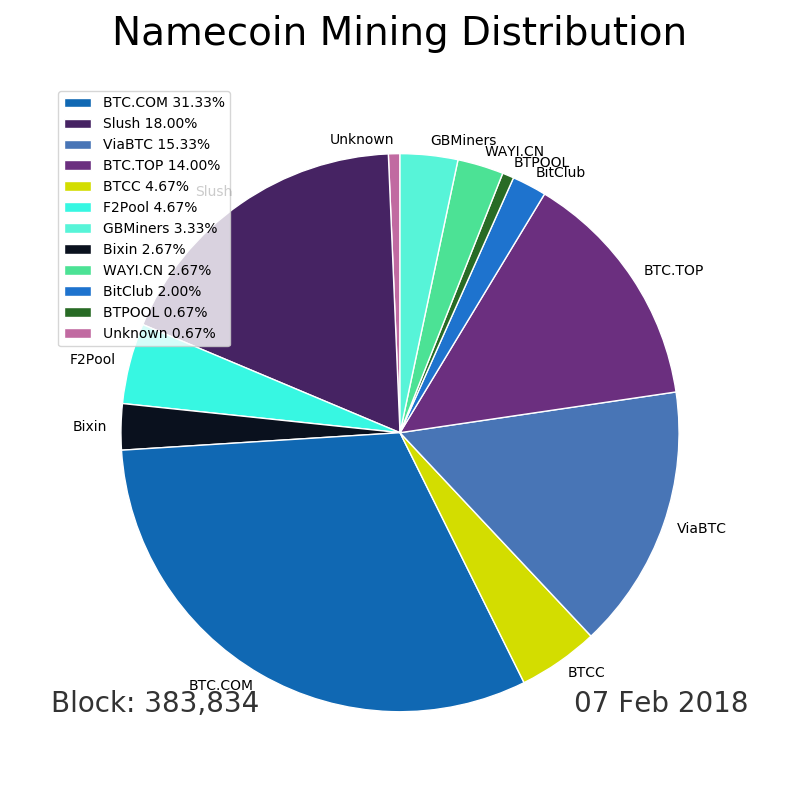 Namecoin Mining Distribution
BTC.COM 31.33%
Slush 18.00%
ViaBTC 15.33%
BTC.TOP 14.00%
BTCC 4.67%
F2Pool 4.67%
GBMiners 3.33%
Bixin 2.67%
WAYI.CN 2.67%
BitClub 2.00%
BTPOOL 0.67%
Unknown 0.67%
Unknown
GBMiners
WAYI.CN
BTPOOL
BitClub
Slush
BTC.TOP
F2Pool
Bixin
ViaBTC
BTCC
BTC.COM
Block: 383,834
07 Feb 2018